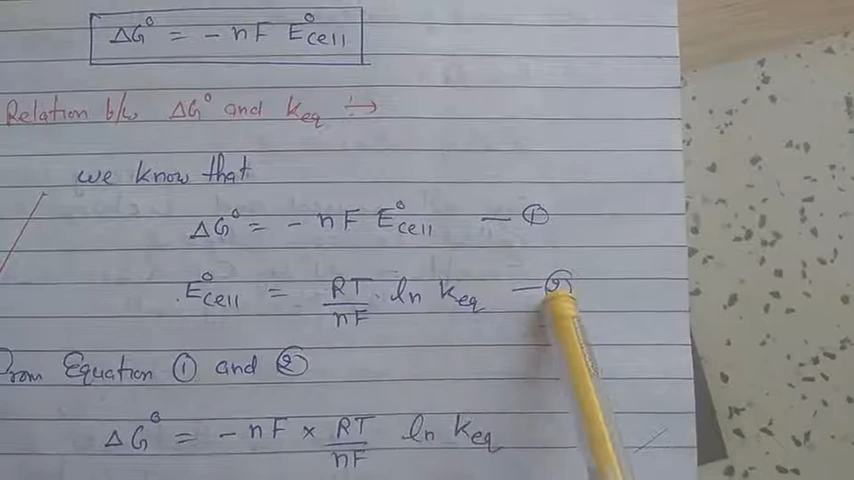 ΔG° = - nF E°cell
Relation b/w ΔG° and keq →
we know that
ΔG° = - nF E°cell — ①
E°cell = RT/nF . ln keq — ②
From Equation ① and ②
ΔG° = - nF × RT/nF ln keq